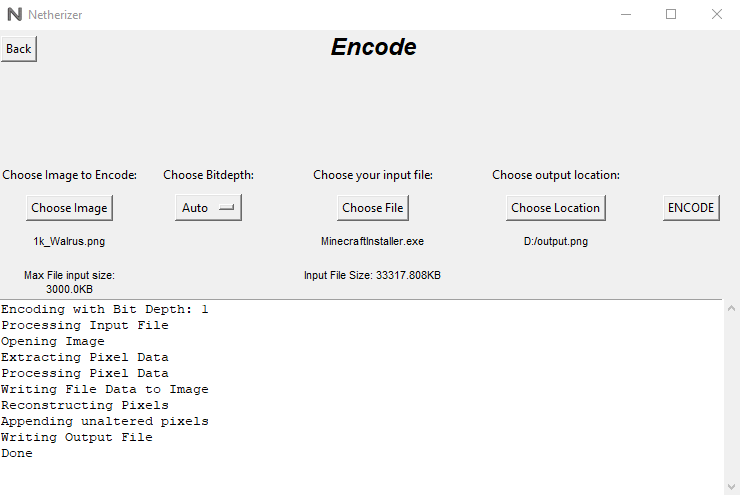 Netherizer
Back
Encode
Choose Image to Encode:
Choose Bitdepth:
Choose your input file:
Choose output location:
Choose Image
Auto
Choose File
Choose Location
ENCODE
1k_Walrus.png
MinecraftInstaller.exe
D:/output.png
Max File input size:
3000.0KB
Input File Size: 33317.808KB
Encoding with Bit Depth: 1
Processing Input File
Opening Image
Extracting Pixel Data
Processing Pixel Data
Writing File Data to Image
Reconstructing Pixels
Appending unaltered pixels
Writing Output File
Done